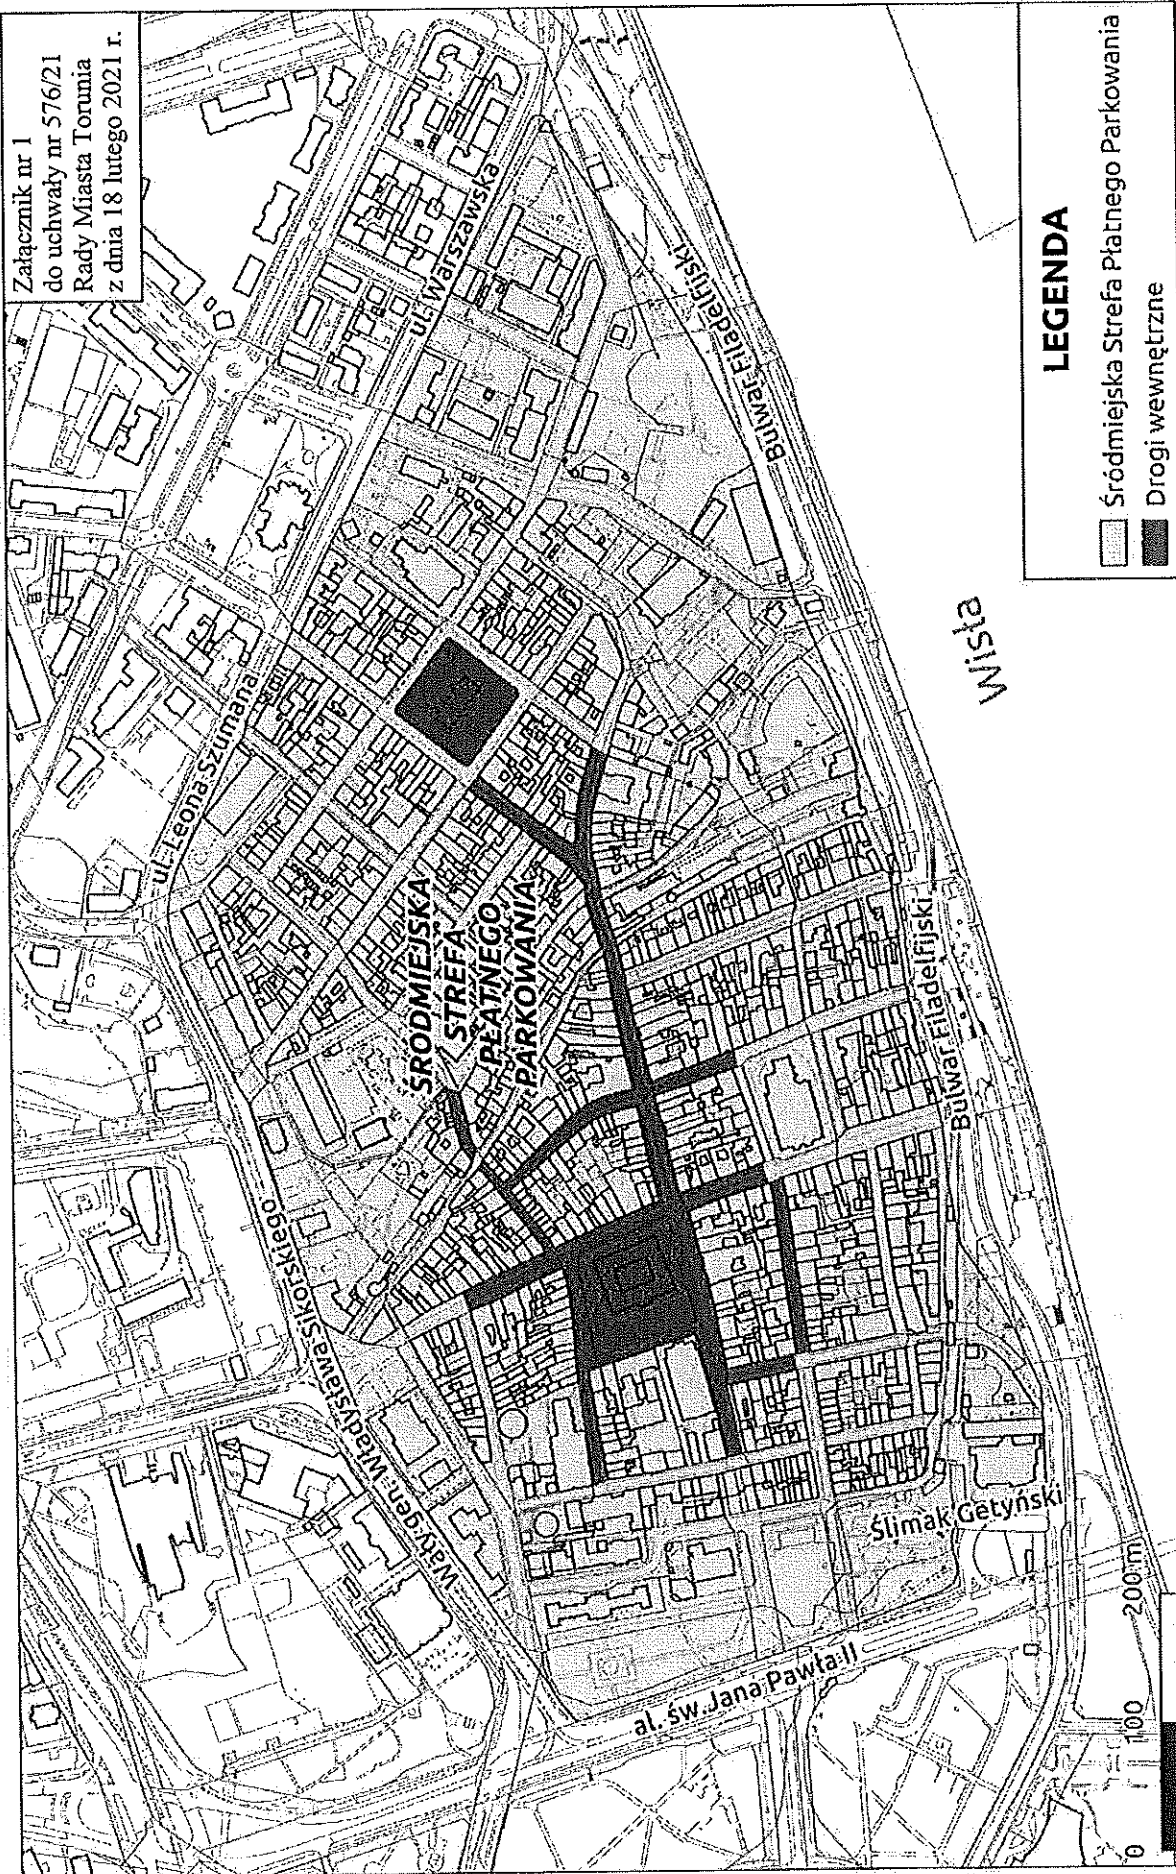 Załącznik nr 1
do uchwały nr 576/21
Rady Miasta Torunia
z dnia 18 lutego 2021 r.
ul. Warszawska
ul. Leona Szumana
Bulwar Filadelfijski
ŚRÓDMIEJSKA
STREFA
PŁATNEGO
PARKOWANIA
Wały gen. Władysława Sikorskiego
Bulwar Filadelfijski
Wisła
Ślimak Getyński
al. św. Jana Pawła II
LEGENDA
Śródmiejska Strefa Płatnego Parkowania
Drogi wewnętrzne
0 100 200 m